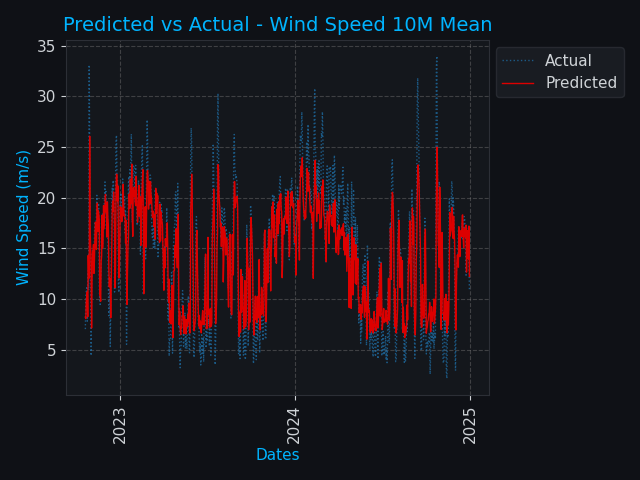 Predicted vs Actual - Wind Speed 10M Mean
Actual
Predicted
35
30
25
20
15
10
5
Wind Speed (m/s)
2023
2024
2025
Dates